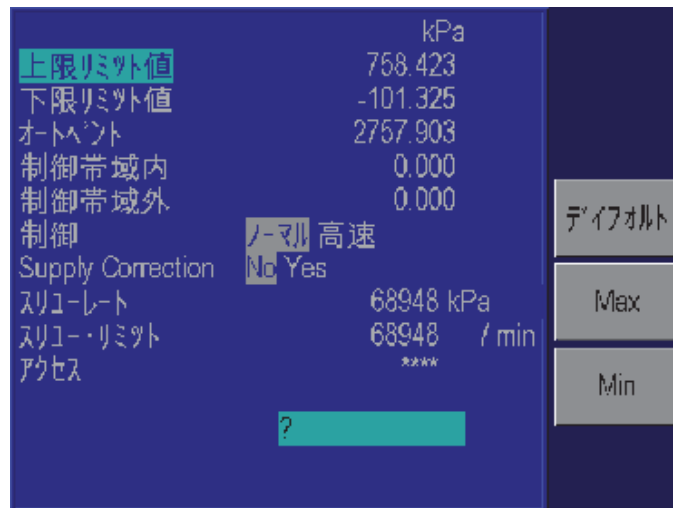 kPa
上限リミット値 758.423
下限リミット値 -101.325
オートベント 2757.903
制御帯域内 0.000
制御帯域外 0.000
制御 ノーマル 高速
Supply Correction No Yes
スリューレート 68948 kPa
スリュー・リミット 68948 / min
アクセス ****
?
ディフォルト
Max
Min